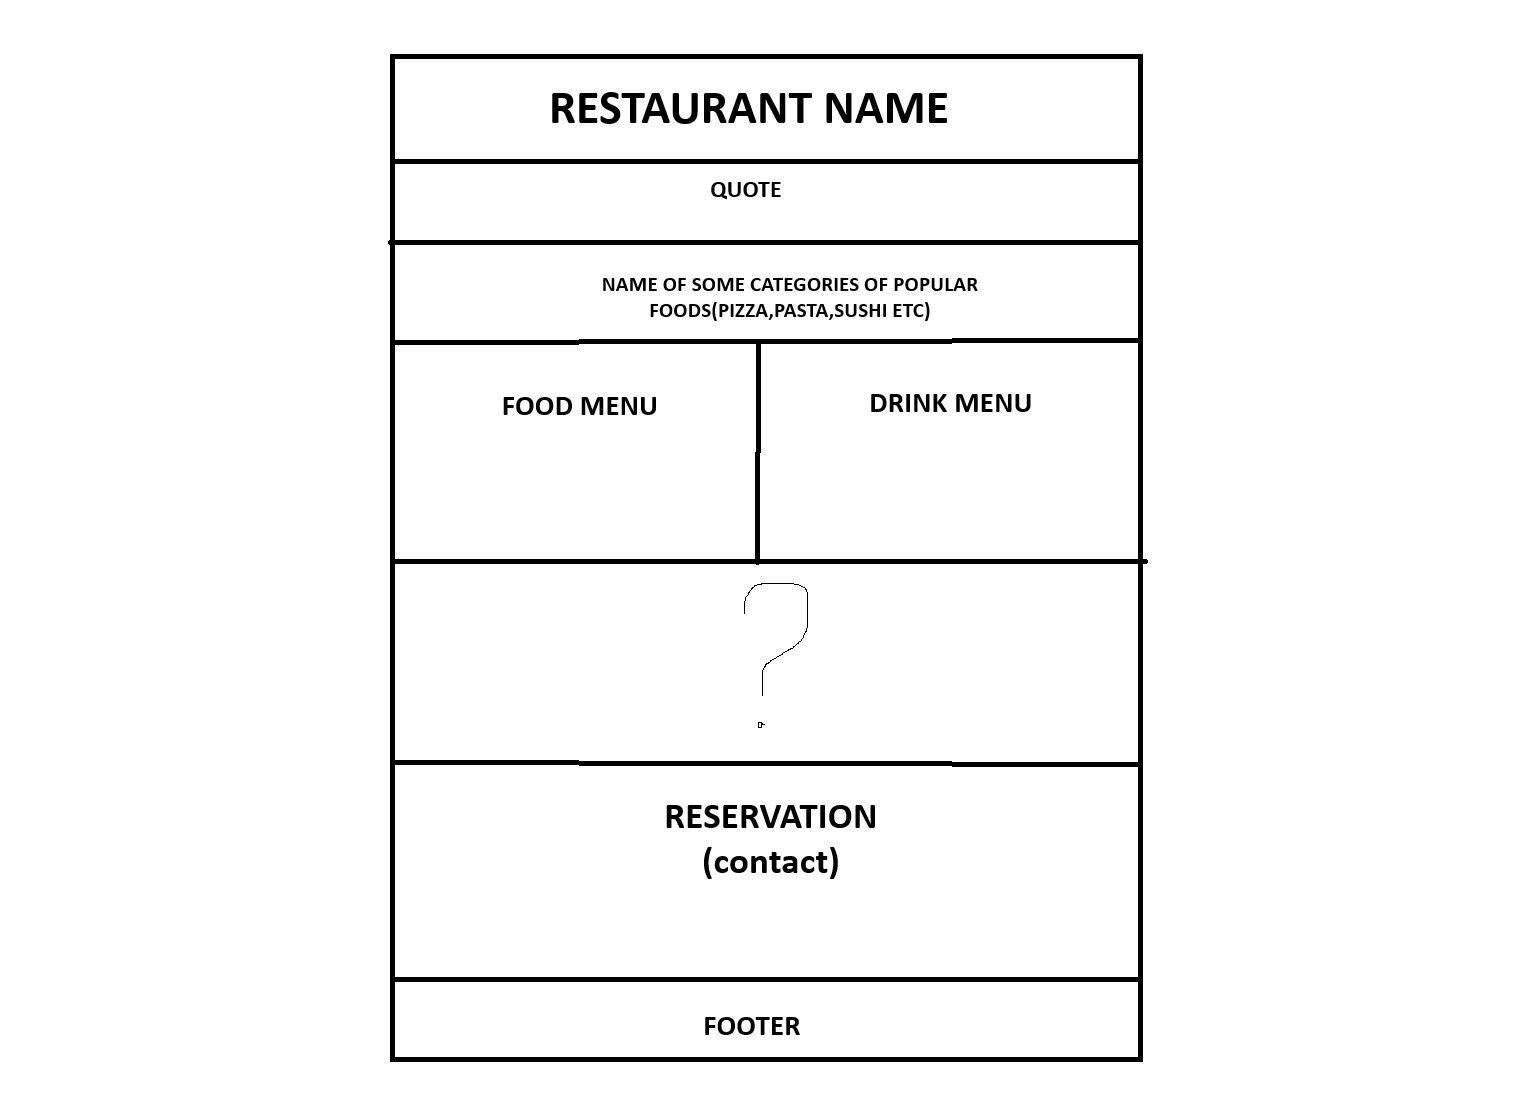 RESTAURANT NAME
QUOTE
NAME OF SOME CATEGORIES OF POPULAR
FOODS(PIZZA,PASTA,SUSHI ETC)
FOOD MENU
DRINK MENU
?
RESERVATION
(contact)
FOOTER